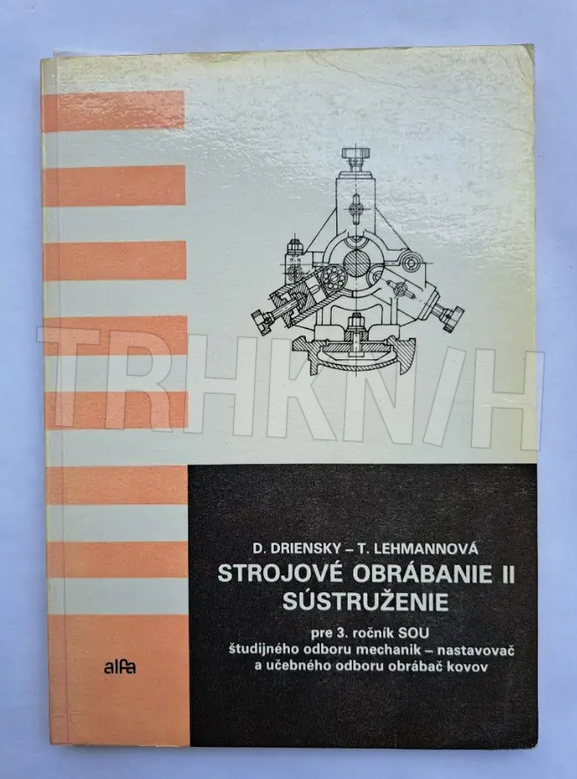 TRHKNÍH
D. DRIENSKY – T. LEHMANNOVÁ
STROJOVÉ OBRÁBANIE II
SÚSTRUŽENIE
pre 3. ročník SOU
študijného odboru mechanik – nastavovač
a učebného odboru obrábač kovov
alfa